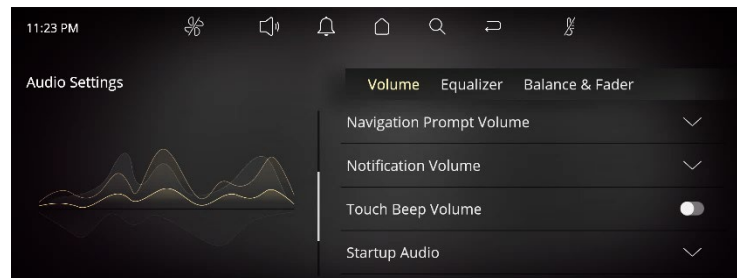 11:23 PM
Audio Settings
Volume Equalizer Balance & Fader
Navigation Prompt Volume
Notification Volume
Touch Beep Volume
Startup Audio